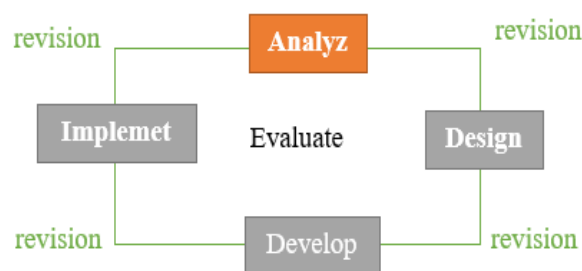 revision
Analyz
revision
Implemet
Evaluate
Design
revision
Develop
revision